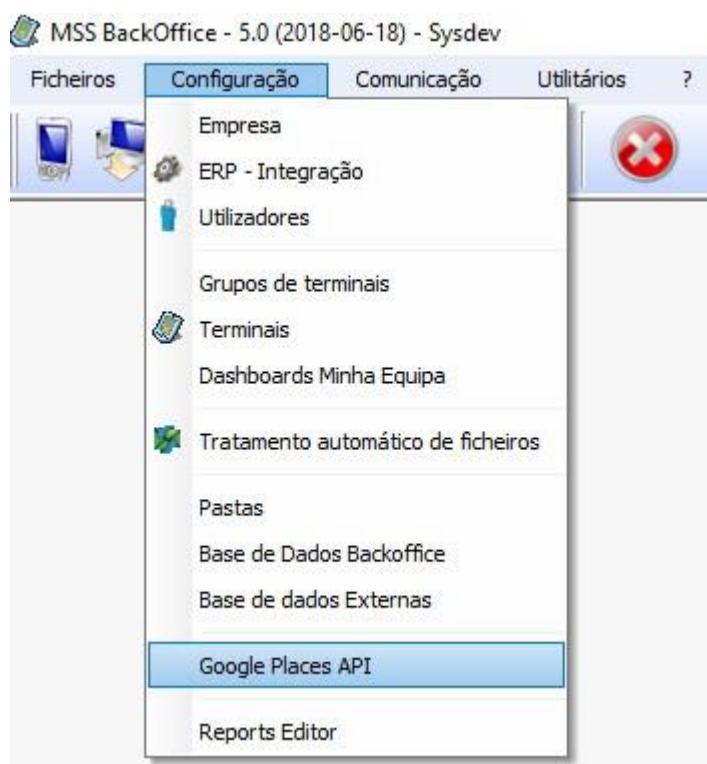 MSS BackOffice - 5.0 (2018-06-18) - Sysdev
Ficheiros Configuração Comunicação Utilitários ?
Empresa
ERP - Integração
Utilizadores
Grupos de terminais
Terminais
Dashboards Minha Equipa
Tratamento automático de ficheiros
Pastas
Base de Dados Backoffice
Base de dados Externas
Google Places API
Reports Editor